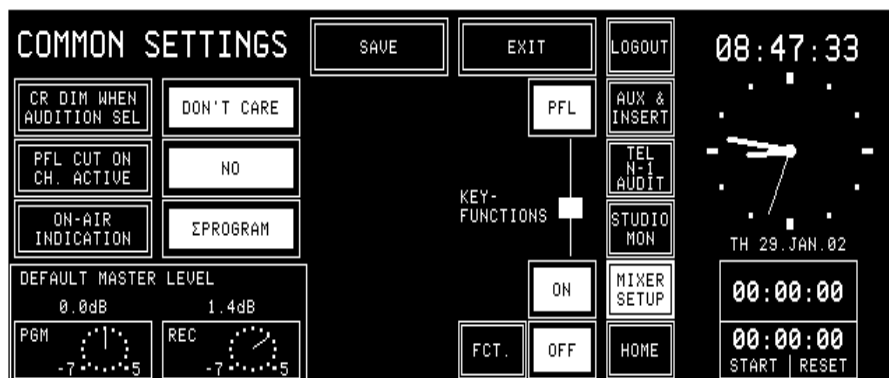 COMMON SETTINGS
SAVE
EXIT
LOGOUT
08:47:33
CR DIM WHEN
AUDITION SEL
DON'T CARE
PFL
AUX &
INSERT
PFL CUT ON
CH. ACTIVE
NO
TEL
N-1
AUDIT
KEY-
FUNCTIONS
ON-AIR
INDICATION
ΣPROGRAM
STUDIO
MON
TH 29.JAN.02
DEFAULT MASTER LEVEL
0.0dB
1.4dB
ON
MIXER
SETUP
00:00:00
PGM
-7
5
REC
-7
5
FCT.
OFF
HOME
00:00:00
START
RESET